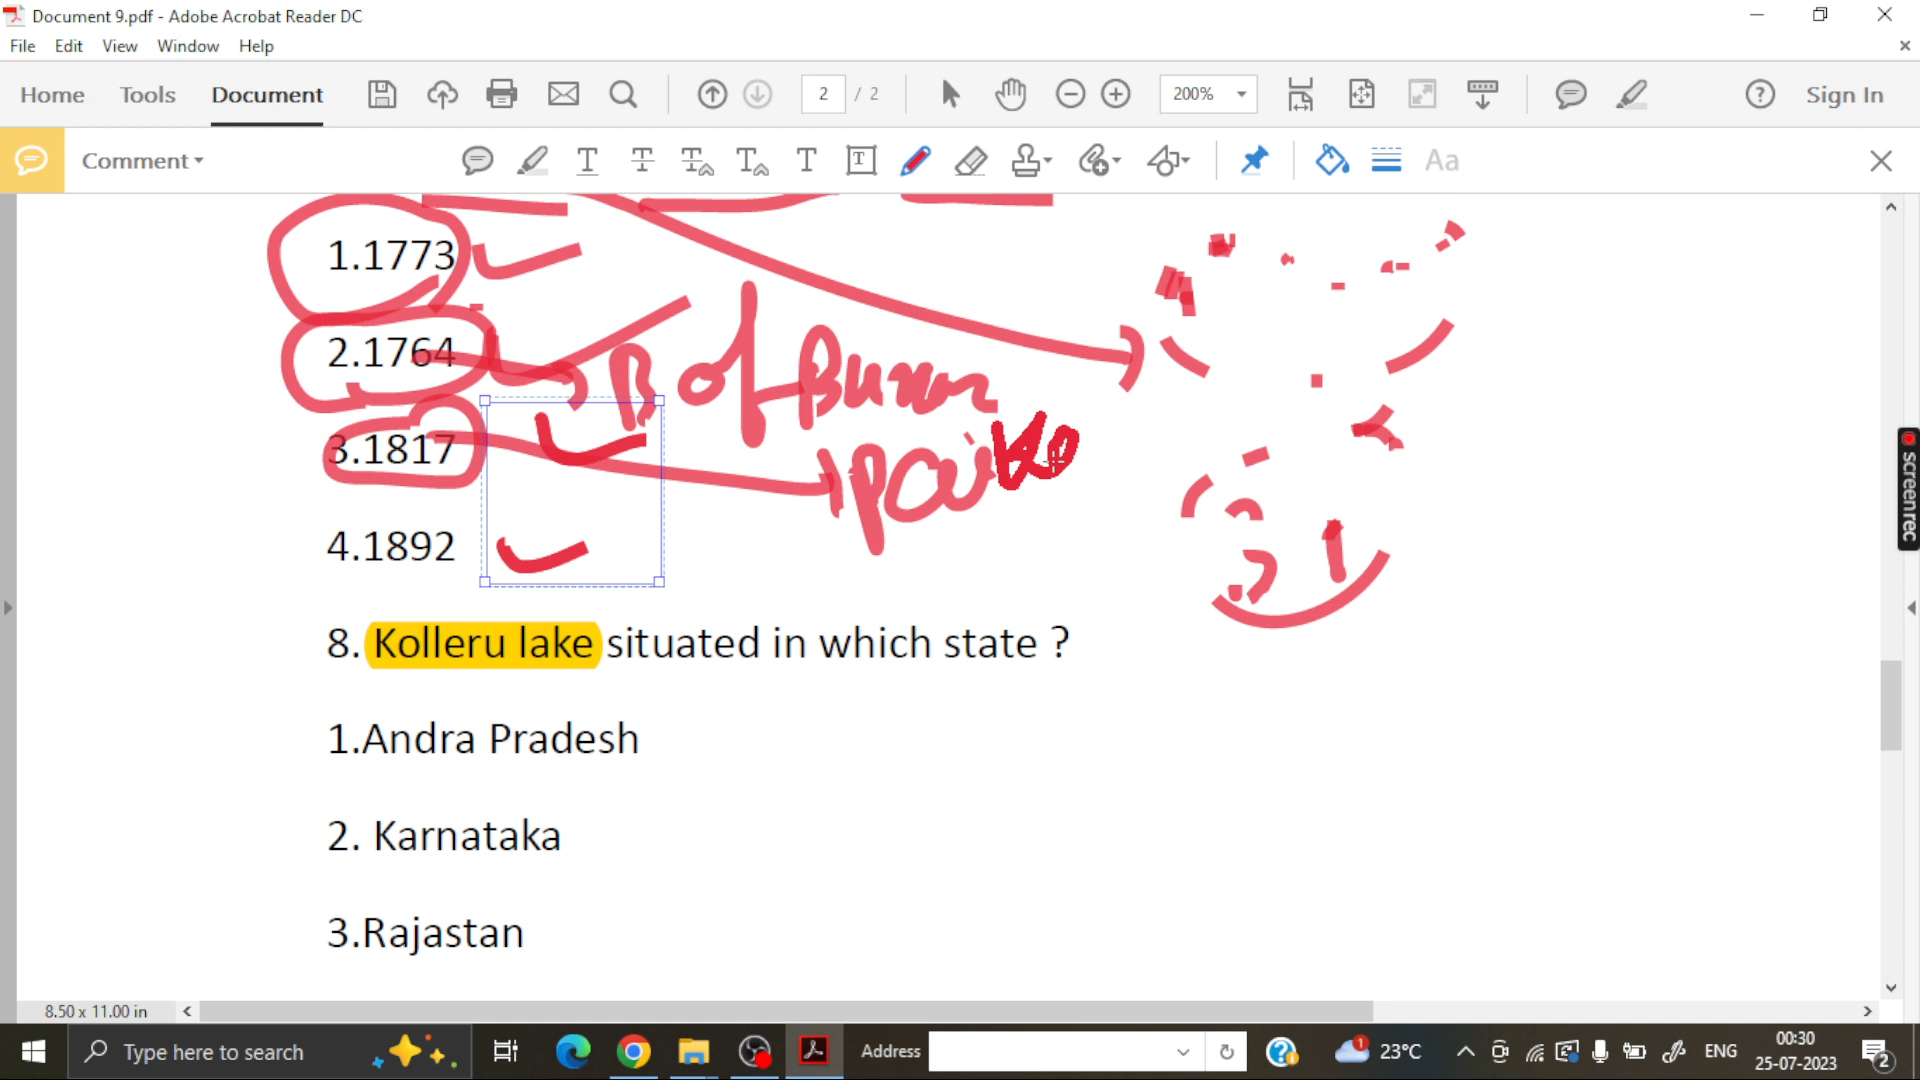 Document 9.pdf - Adobe Acrobat Reader DC
File Edit View Window Help
Home Tools Document 2 / 2 200% Sign In
Comment
1.1773
2.1764
B of Buxar
3.1817
4.1892
8. Kolleru lake situated in which state ?
1.Andra Pradesh
2. Karnataka
3.Rajastan
screenrec
8.50 x 11.00 in
Type here to search
Address
23°C
ENG
00:30
25-07-2023
2